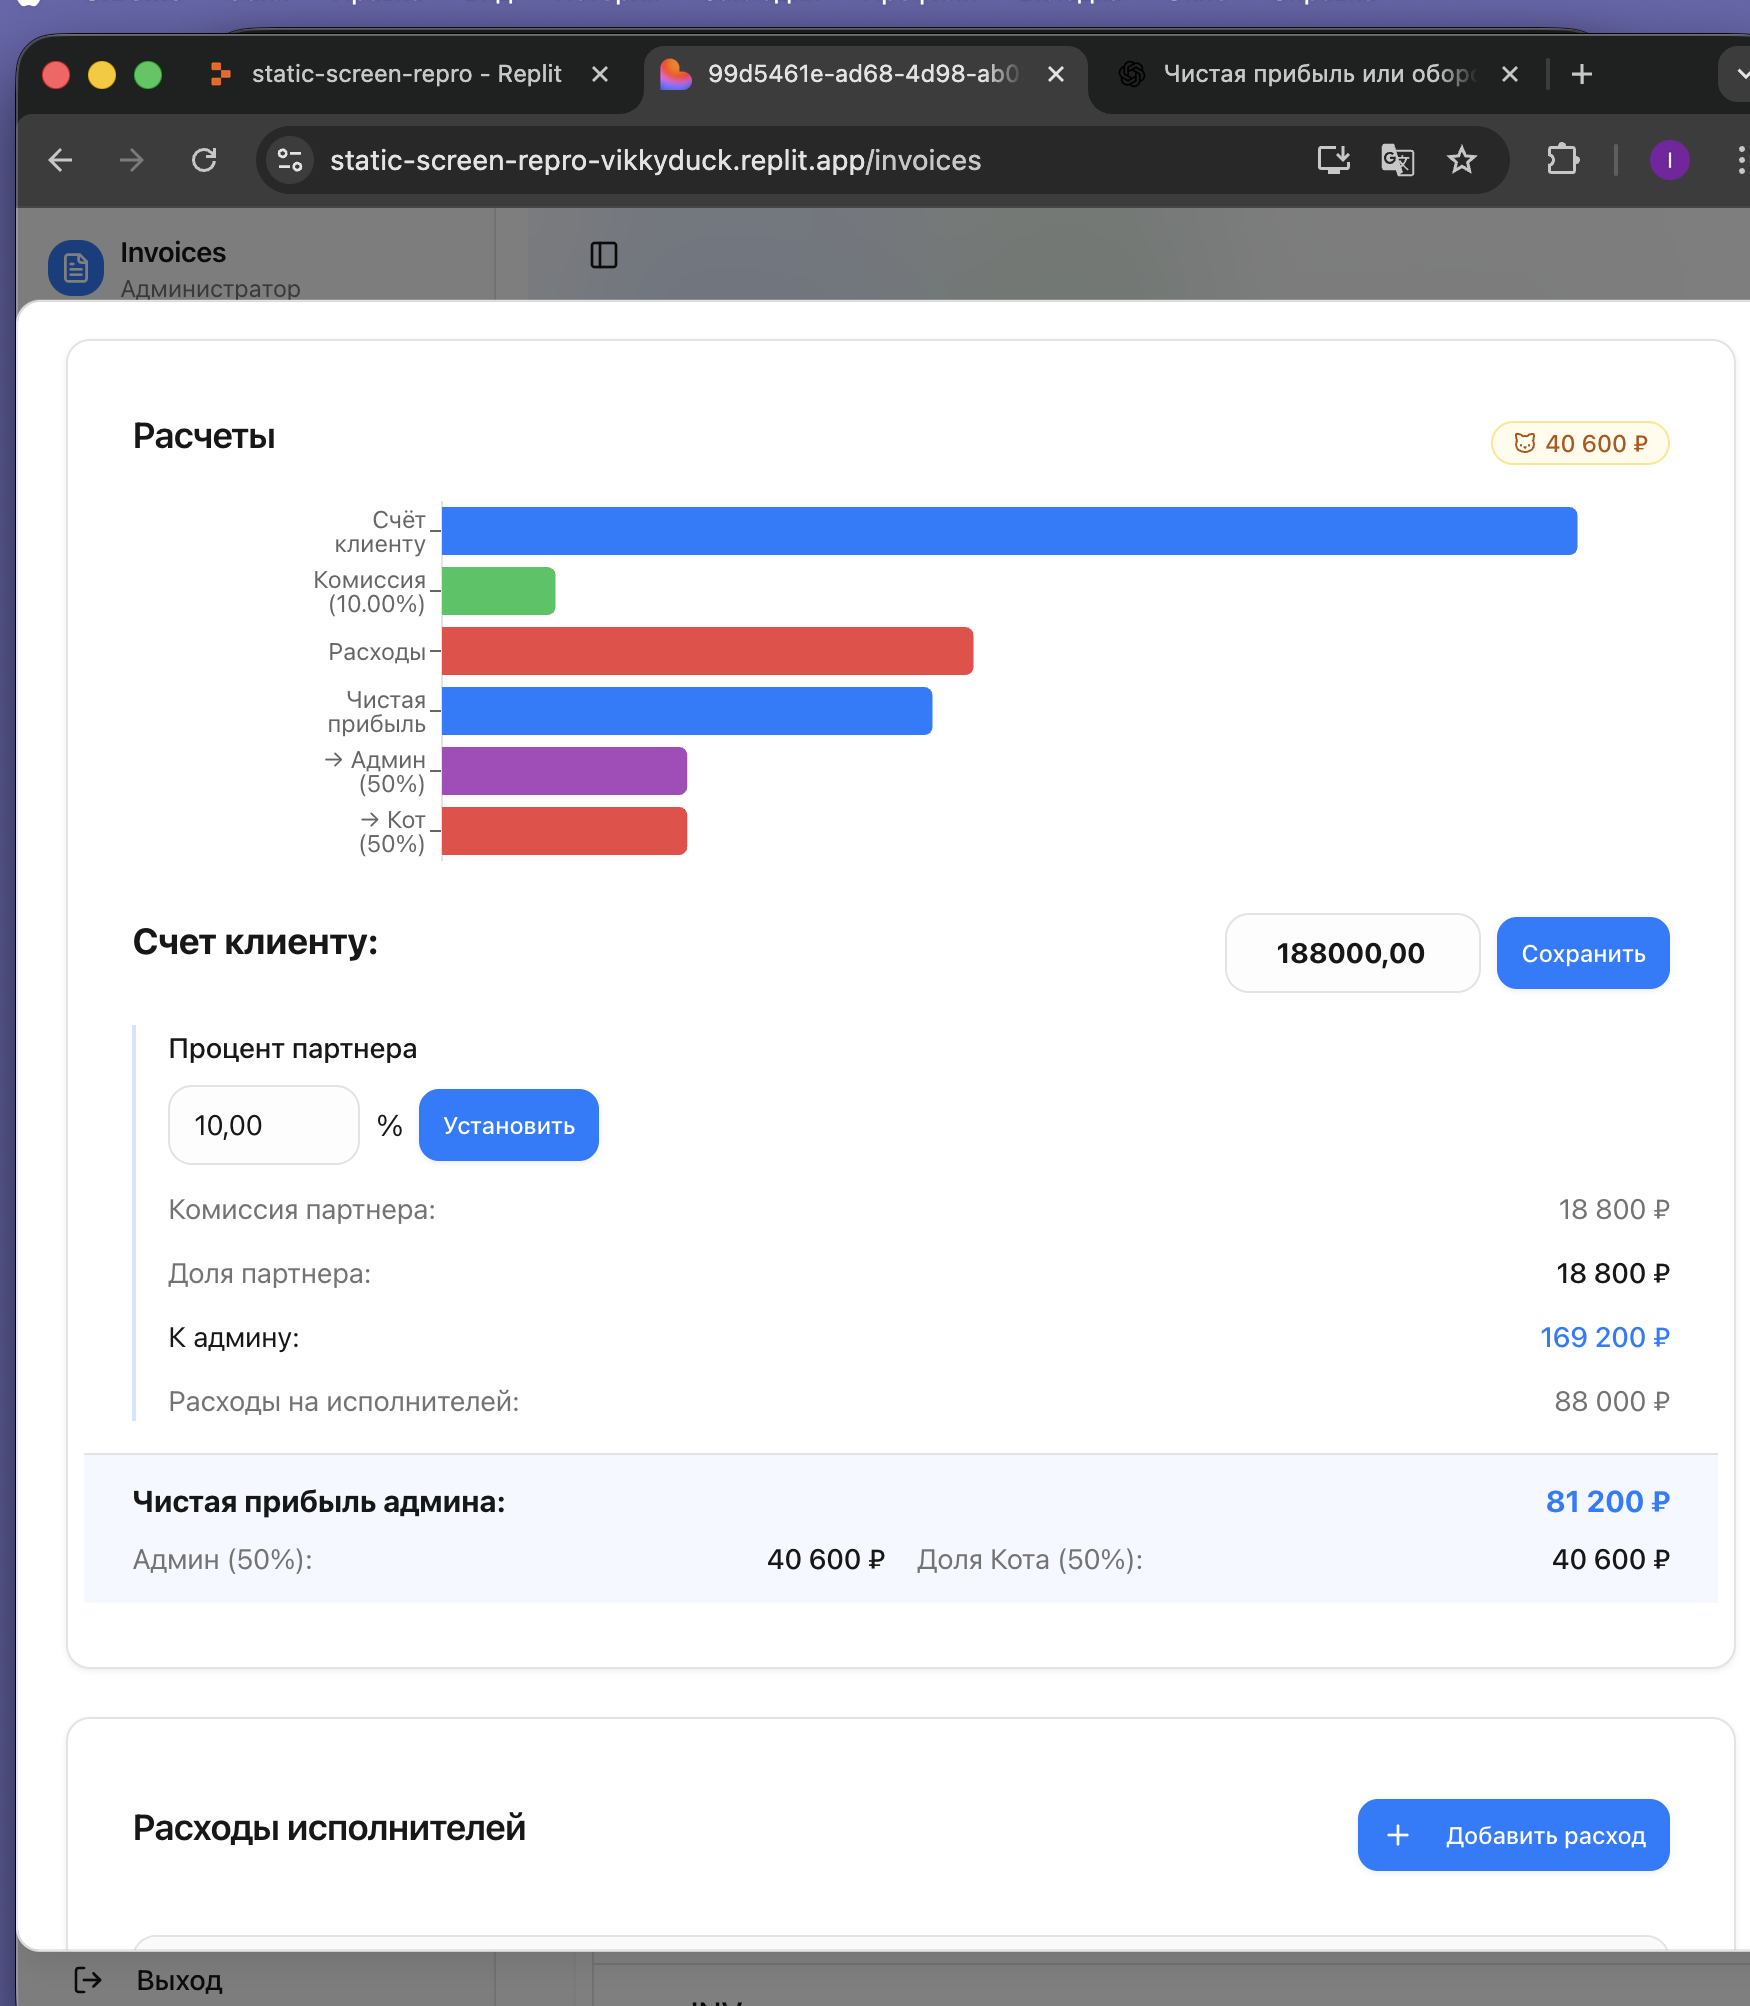 static-screen-repro - Replit
99d5461e-ad68-4d98-ab0
Чистая прибыль или оборо
static-screen-repro-vikkyduck.replit.app/invoices
I
Invoices
Администратор
Расчеты
40 600 ₽
Счёт
клиенту
Комиссия
(10.00%)
Расходы
Чистая
прибыль
→ Админ
(50%)
→ Кот
(50%)
Счет клиенту:
188000,00
Сохранить
Процент партнера
10,00
%
Установить
Комиссия партнера:
18 800 ₽
Доля партнера:
18 800 ₽
К админу:
169 200 ₽
Расходы на исполнителей:
88 000 ₽
Чистая прибыль админа:
81 200 ₽
Админ (50%):
40 600 ₽
Доля Кота (50%):
40 600 ₽
Расходы исполнителей
+ Добавить расход
Выход